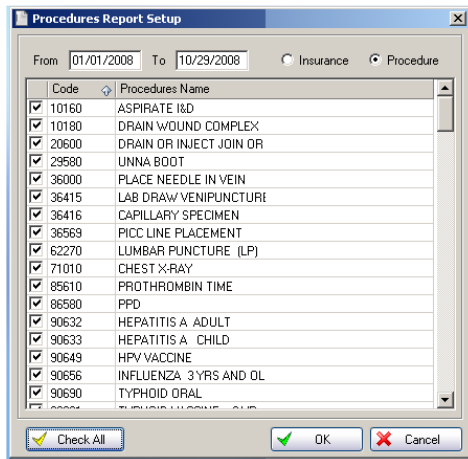 Procedures Report Setup
From 01/01/2008 To 10/29/2008 Insurance Procedure
Code Procedures Name
10160 ASPIRATE I&D
10180 DRAIN WOUND COMPLEX
20600 DRAIN OR INJECT JOIN OR
29580 UNNA BOOT
36000 PLACE NEEDLE IN VEIN
36415 LAB DRAW VENIPUNCTURE
36416 CAPILLARY SPECIMEN
36569 PICC LINE PLACEMENT
62270 LUMBAR PUNCTURE (LP)
71010 CHEST X-RAY
85610 PROTHROMBIN TIME
86580 PPD
90632 HEPATITIS A ADULT
90633 HEPATITIS A CHILD
90649 HPV VACCINE
90656 INFLUENZA 3 YRS AND OL
90690 TYPHOID ORAL
Check All OK Cancel